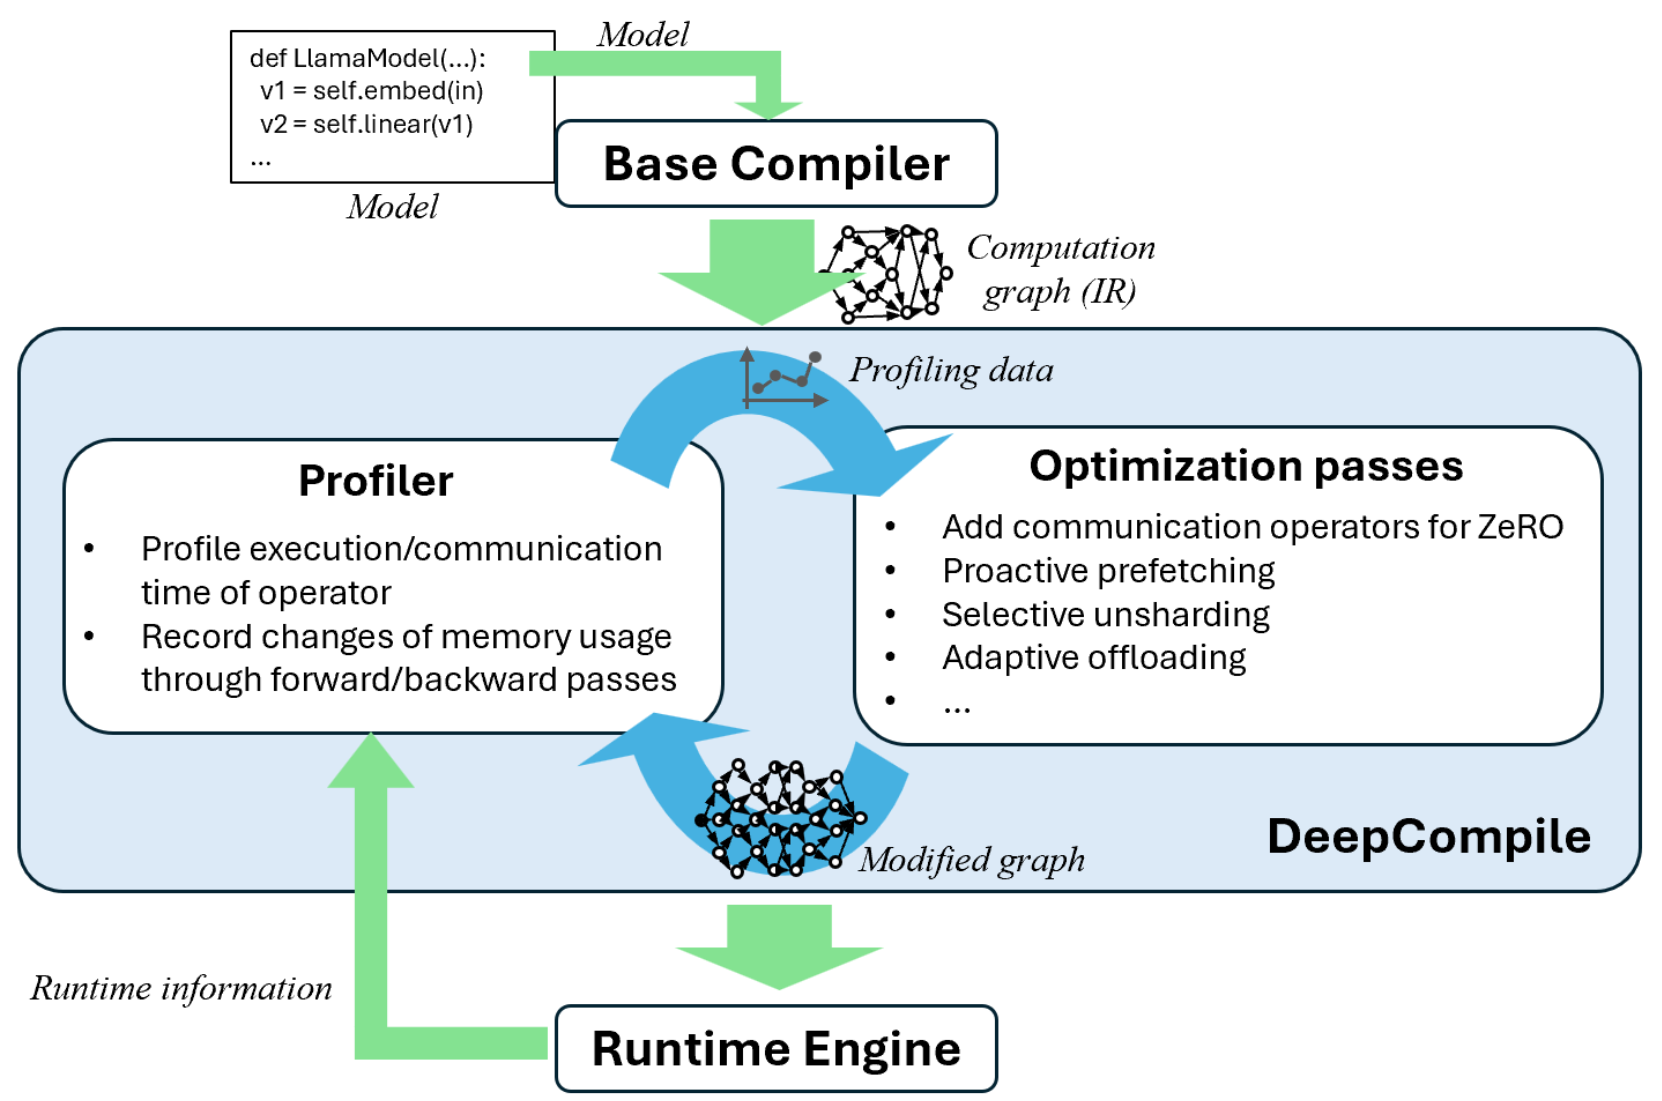 Model
def LlamaModel(...):
v1 = self.embed(in)
v2 = self.linear(v1)
...
Model
Base Compiler
Computation
graph (IR)
Profiling data
Profiler
• Profile execution/communication
time of operator
• Record changes of memory usage
through forward/backward passes
Optimization passes
• Add communication operators for ZeRO
• Proactive prefetching
• Selective unsharding
• Adaptive offloading
• ...
Modified graph
DeepCompile
Runtime information
Runtime Engine